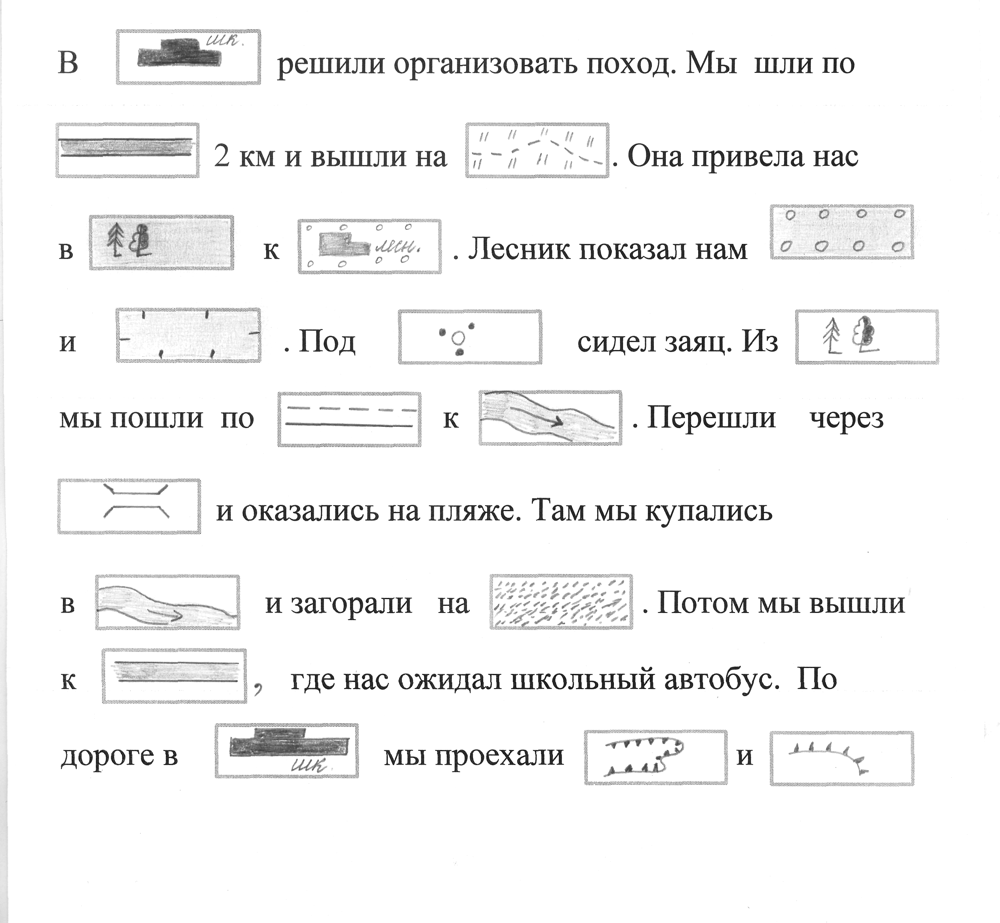 В шк. решили организовать поход. Мы шли по
2 км и вышли на . Она привела нас
в к лесн. . Лесник показал нам
и . Под сидел заяц. Из
мы пошли по к . Перешли через
и оказались на пляже. Там мы купались
в и загорали на . Потом мы вышли
к , где нас ожидал школьный автобус. По
дороге в шк. мы проехали и